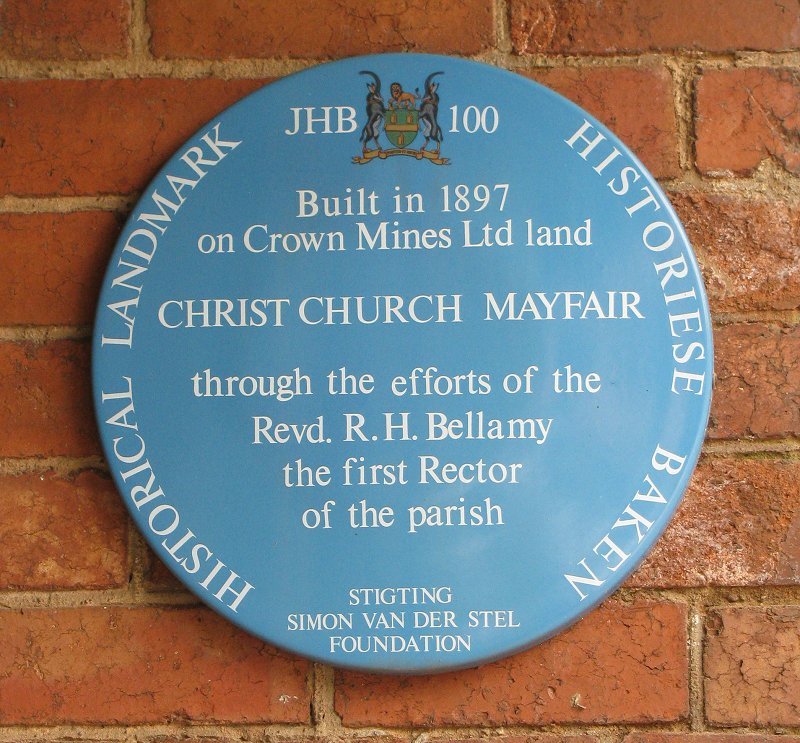 JHB 100
HISTORICAL LANDMARK
HISTORIESE BAKEN
Built in 1897
on Crown Mines Ltd land
CHRIST CHURCH MAYFAIR
through the efforts of the
Revd. R.H. Bellamy
the first Rector
of the parish
STIGTING
SIMON VAN DER STEL
FOUNDATION